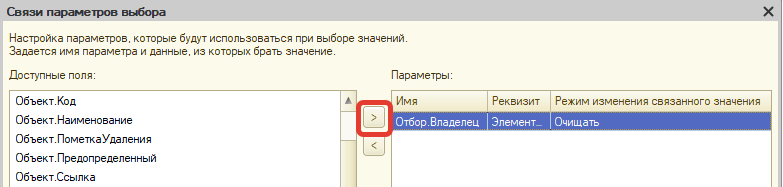 Связи параметров выбора
Настройка параметров, которые будут использоваться при выборе значений.
Задается имя параметра и данные, из которых брать значение.
Доступные поля:
Объект.Код
Объект.Наименование
Объект.ПометкаУдаления
Объект.Предопределенный
Объект.Ссылка
>
<
Параметры:
Имя Реквизит Режим изменения связанного значения
Отбор.Владелец Элемент... Очищать